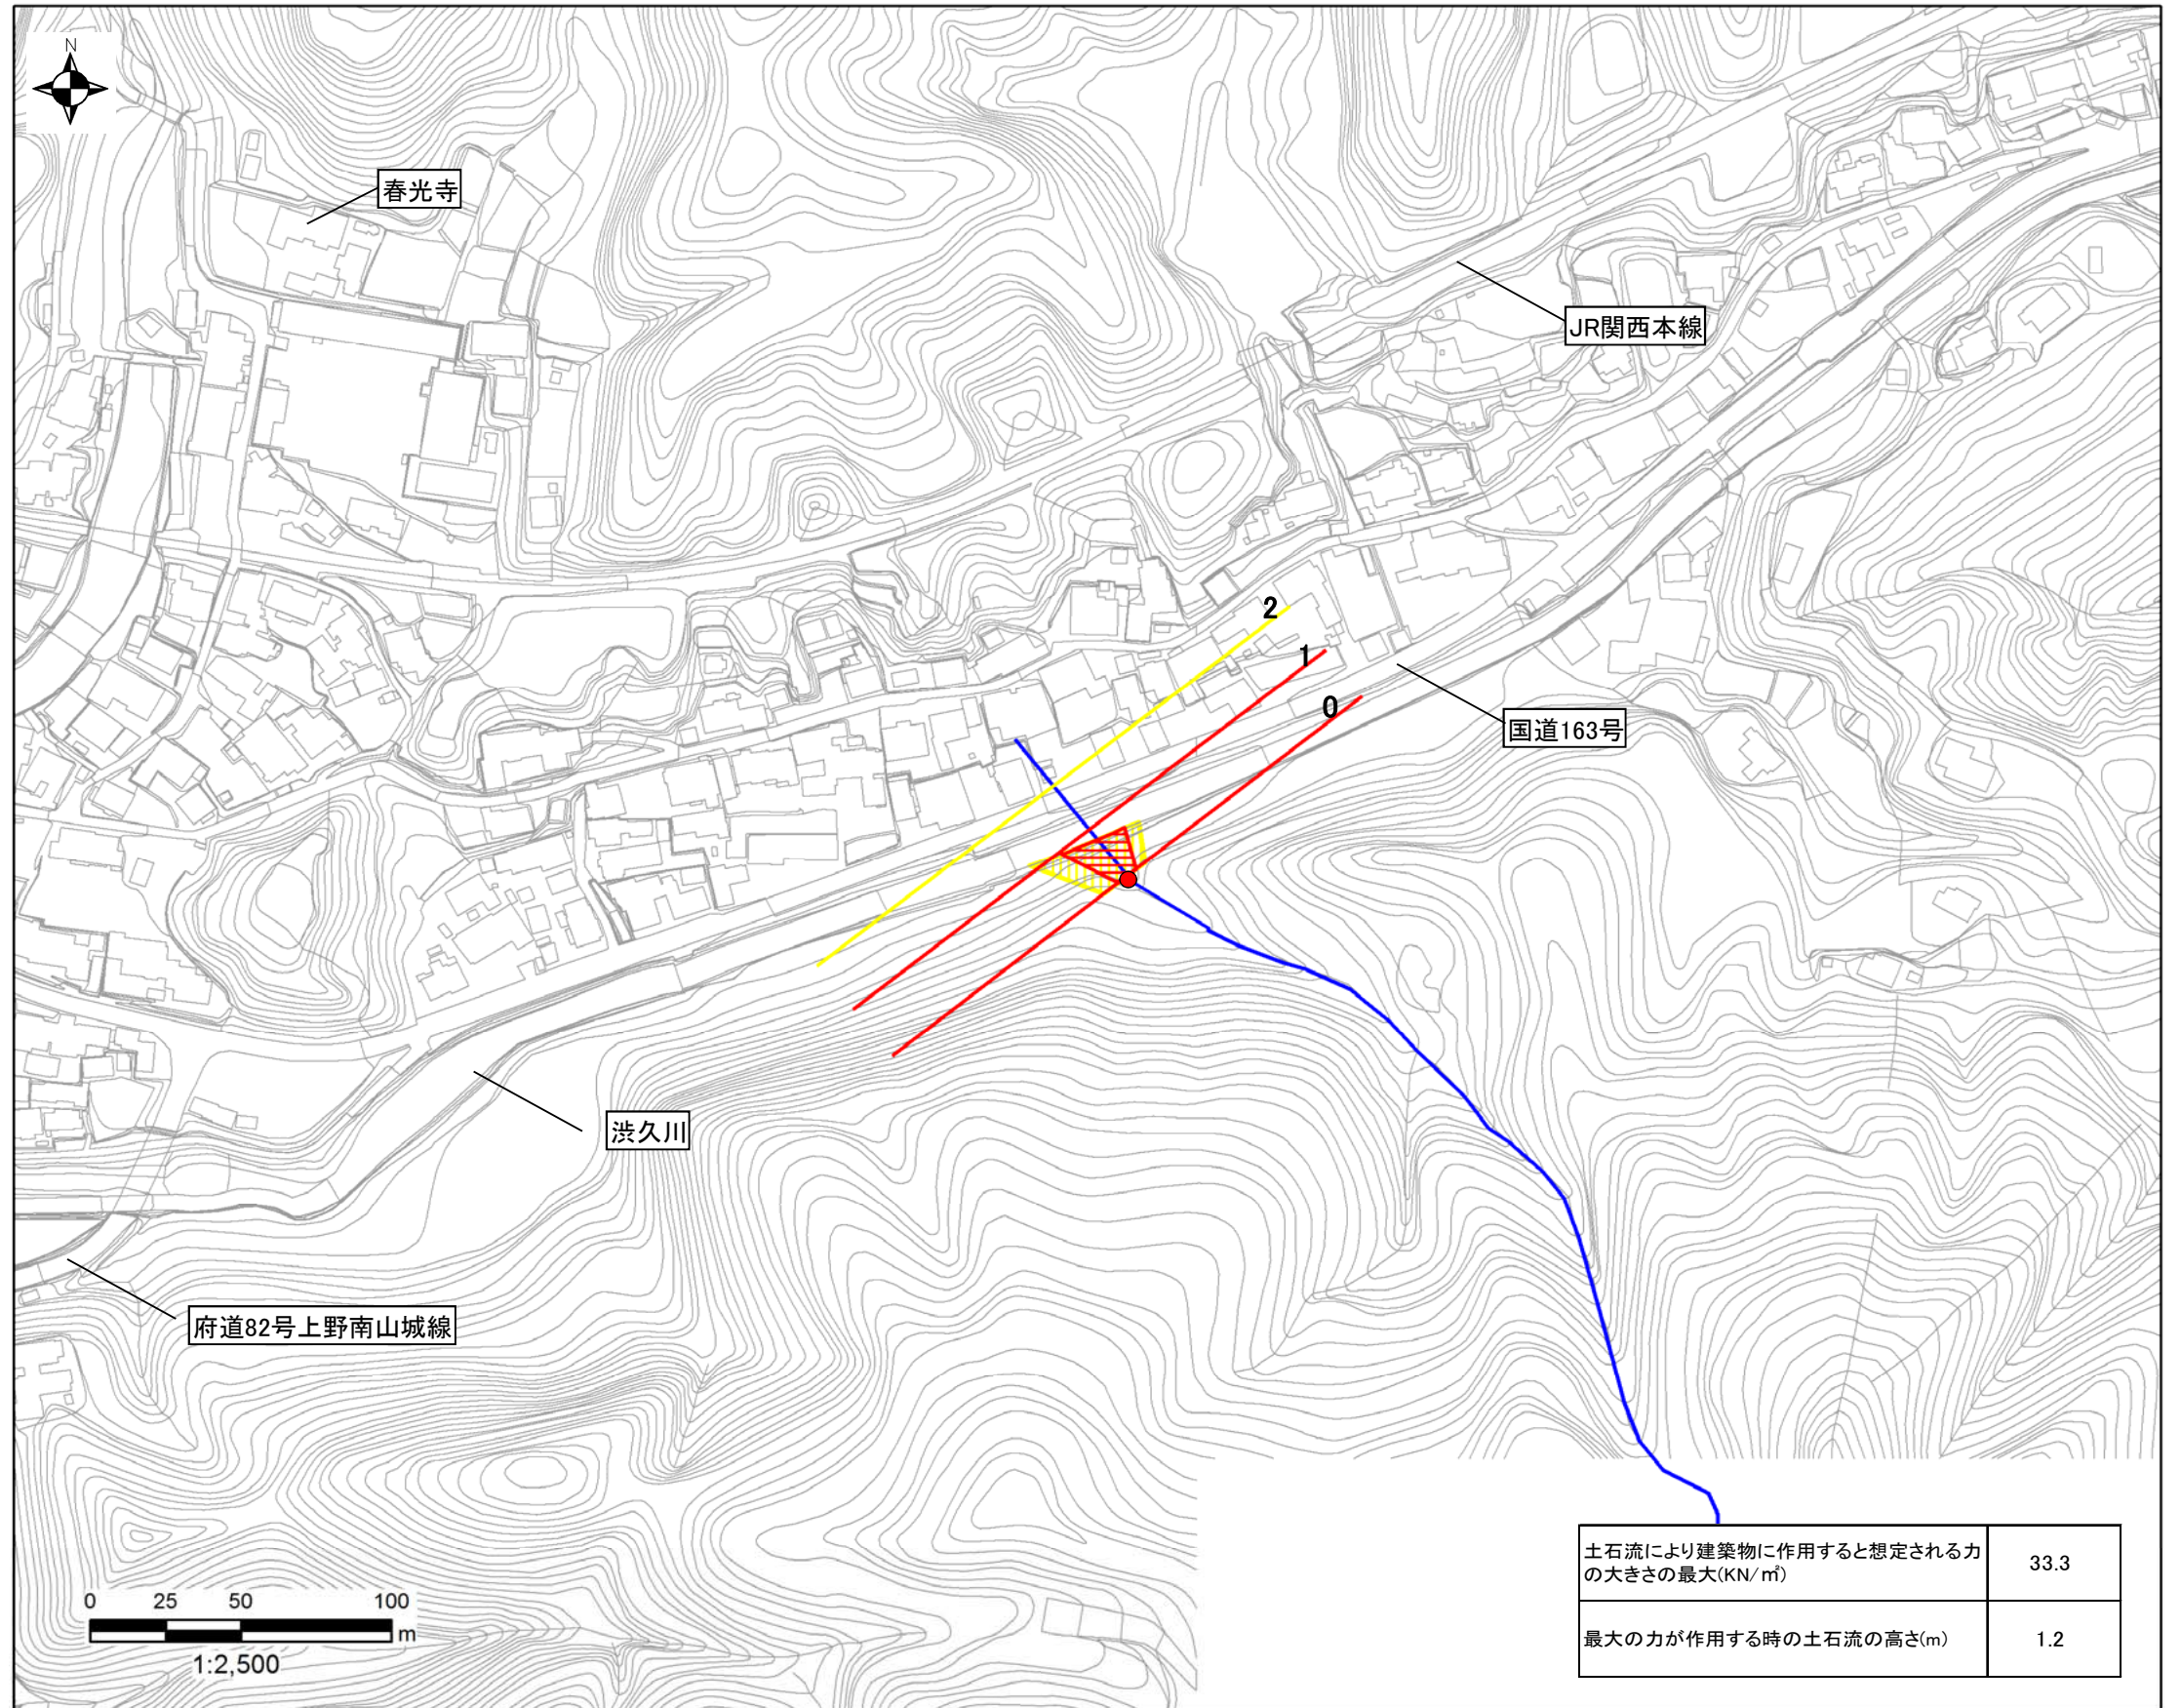 N
春光寺
JR関西本線
2
1
0
国道163号
渋久川
府道82号上野南山城線
0 25 50 100
m
1:2,500
土石流により建築物に作用すると想定される力
の大きさの最大(KN/㎡)
33.3
最大の力が作用する時の土石流の高さ(m)
1.2